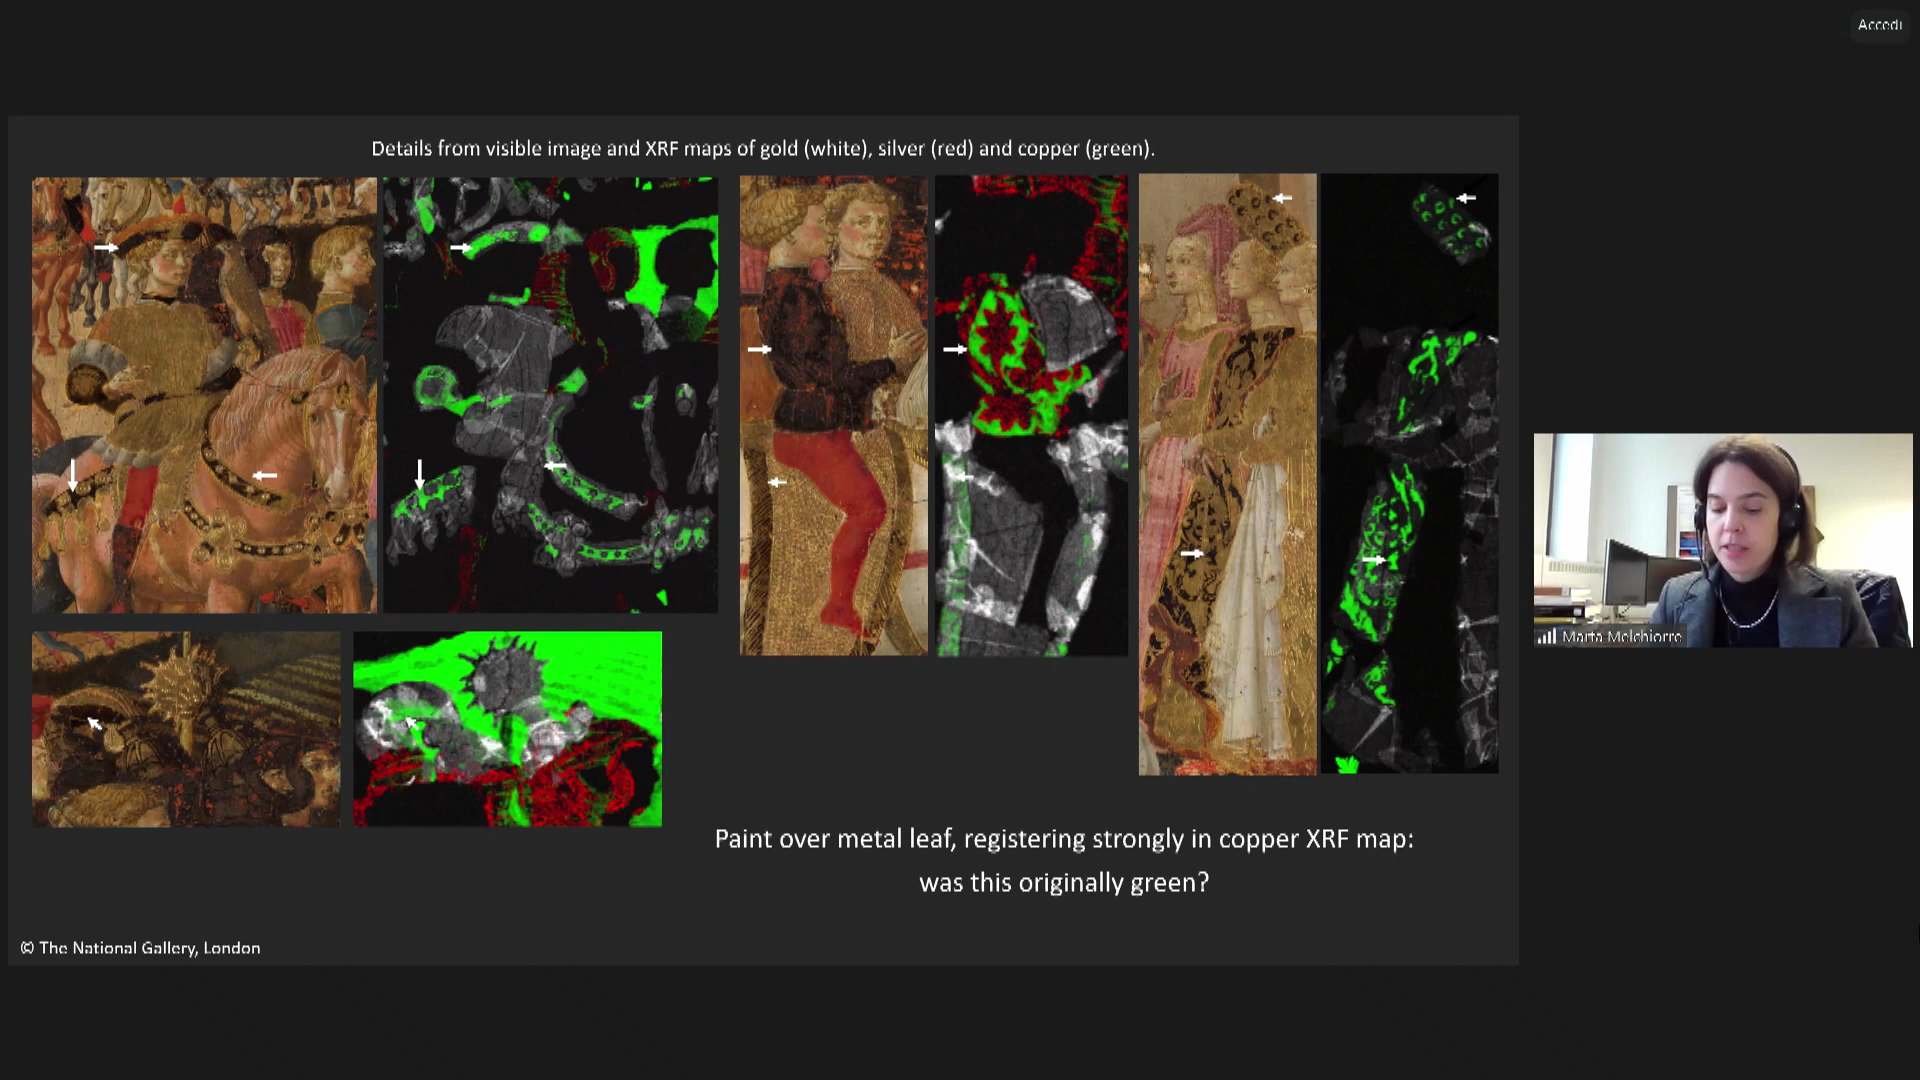 Accedi
Details from visible image and XRF maps of gold (white), silver (red) and copper (green).
Marta Melchiorre
Paint over metal leaf, registering strongly in copper XRF map:
was this originally green?
© The National Gallery, London